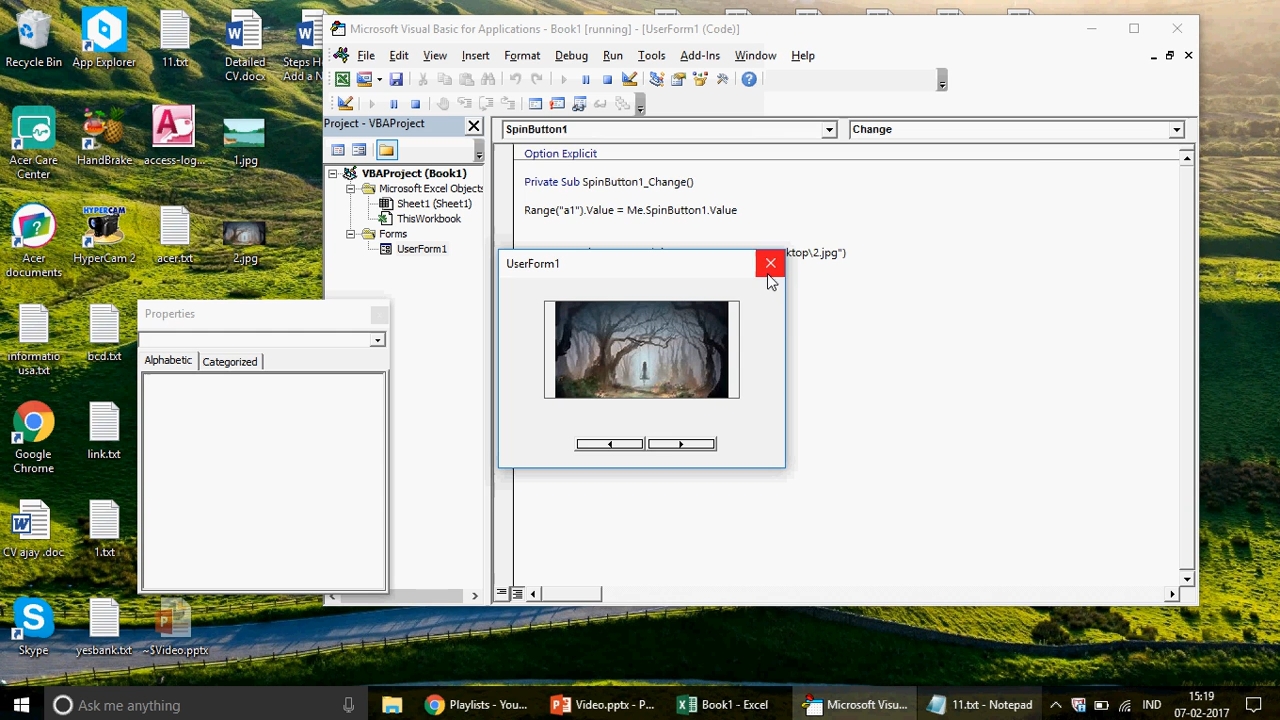 Microsoft Visual Basic for Applications - Book1 [running] - [UserForm1 (Code)]
File Edit View Insert Format Debug Run Tools Add-Ins Window Help
Project - VBAProject
SpinButton1
Change
VBAProject (Book1)
Microsoft Excel Objects
Sheet1 (Sheet1)
ThisWorkbook
Forms
UserForm1
Option Explicit
Private Sub SpinButton1_Change()
Range("a1").Value = Me.SpinButton1.Value
ktop\2.jpg")
UserForm1
Properties
Alphabetic
Categorized
Recycle Bin
App Explorer
11.txt
Detailed
CV.docx
Steps H
Add a N
Acer Care
Center
HandBrake
access-log...
1.jpg
Acer
documents
HyperCam 2
acer.txt
2.jpg
informatio
usa.txt
bcd.txt
Google
Chrome
link.txt
CV ajay .doc
1.txt
Skype
yesbank.txt
~$Video.pptx
Ask me anything
Playlists - You...
Video.pptx - P...
Book1 - Excel
Microsoft Visu...
11.txt - Notepad
IND
15:19
07-02-2017